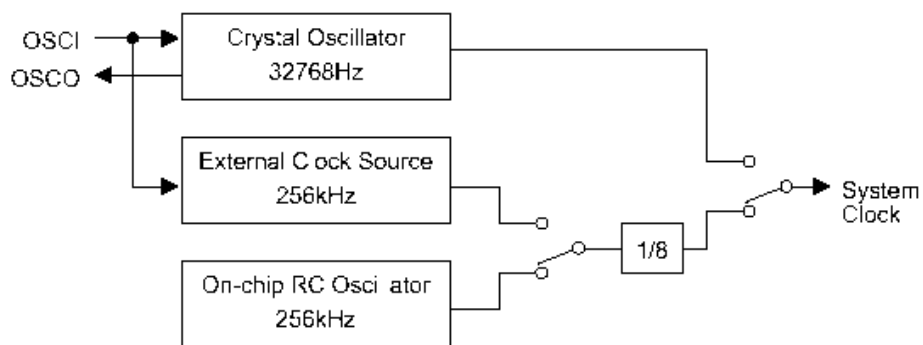 OSCI
OSCO
Crystal Oscillator
32768Hz
External C ock Source
256kHz
On-chip RC Osci ator
256kHz
1/8
System
Clock